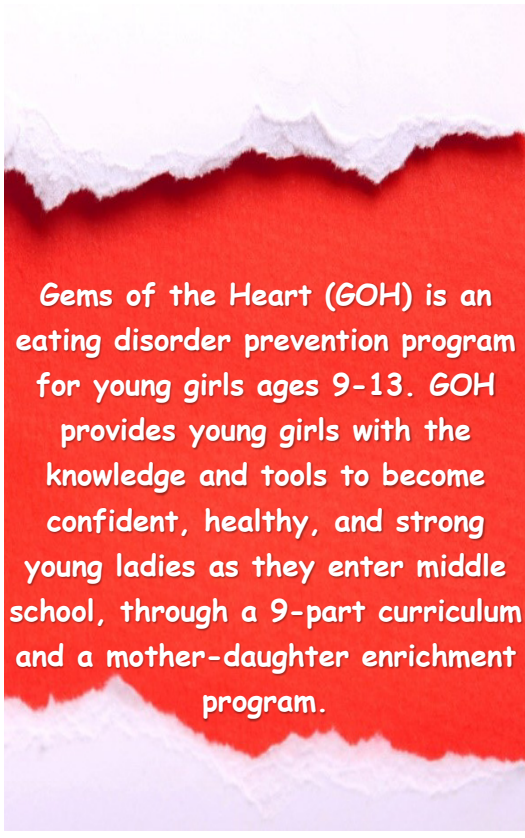 Gems of the Heart (GOH) is an
eating disorder prevention program
for young girls ages 9-13. GOH
provides young girls with the
knowledge and tools to become
confident, healthy, and strong
young ladies as they enter middle
school, through a 9-part curriculum
and a mother-daughter enrichment
program.